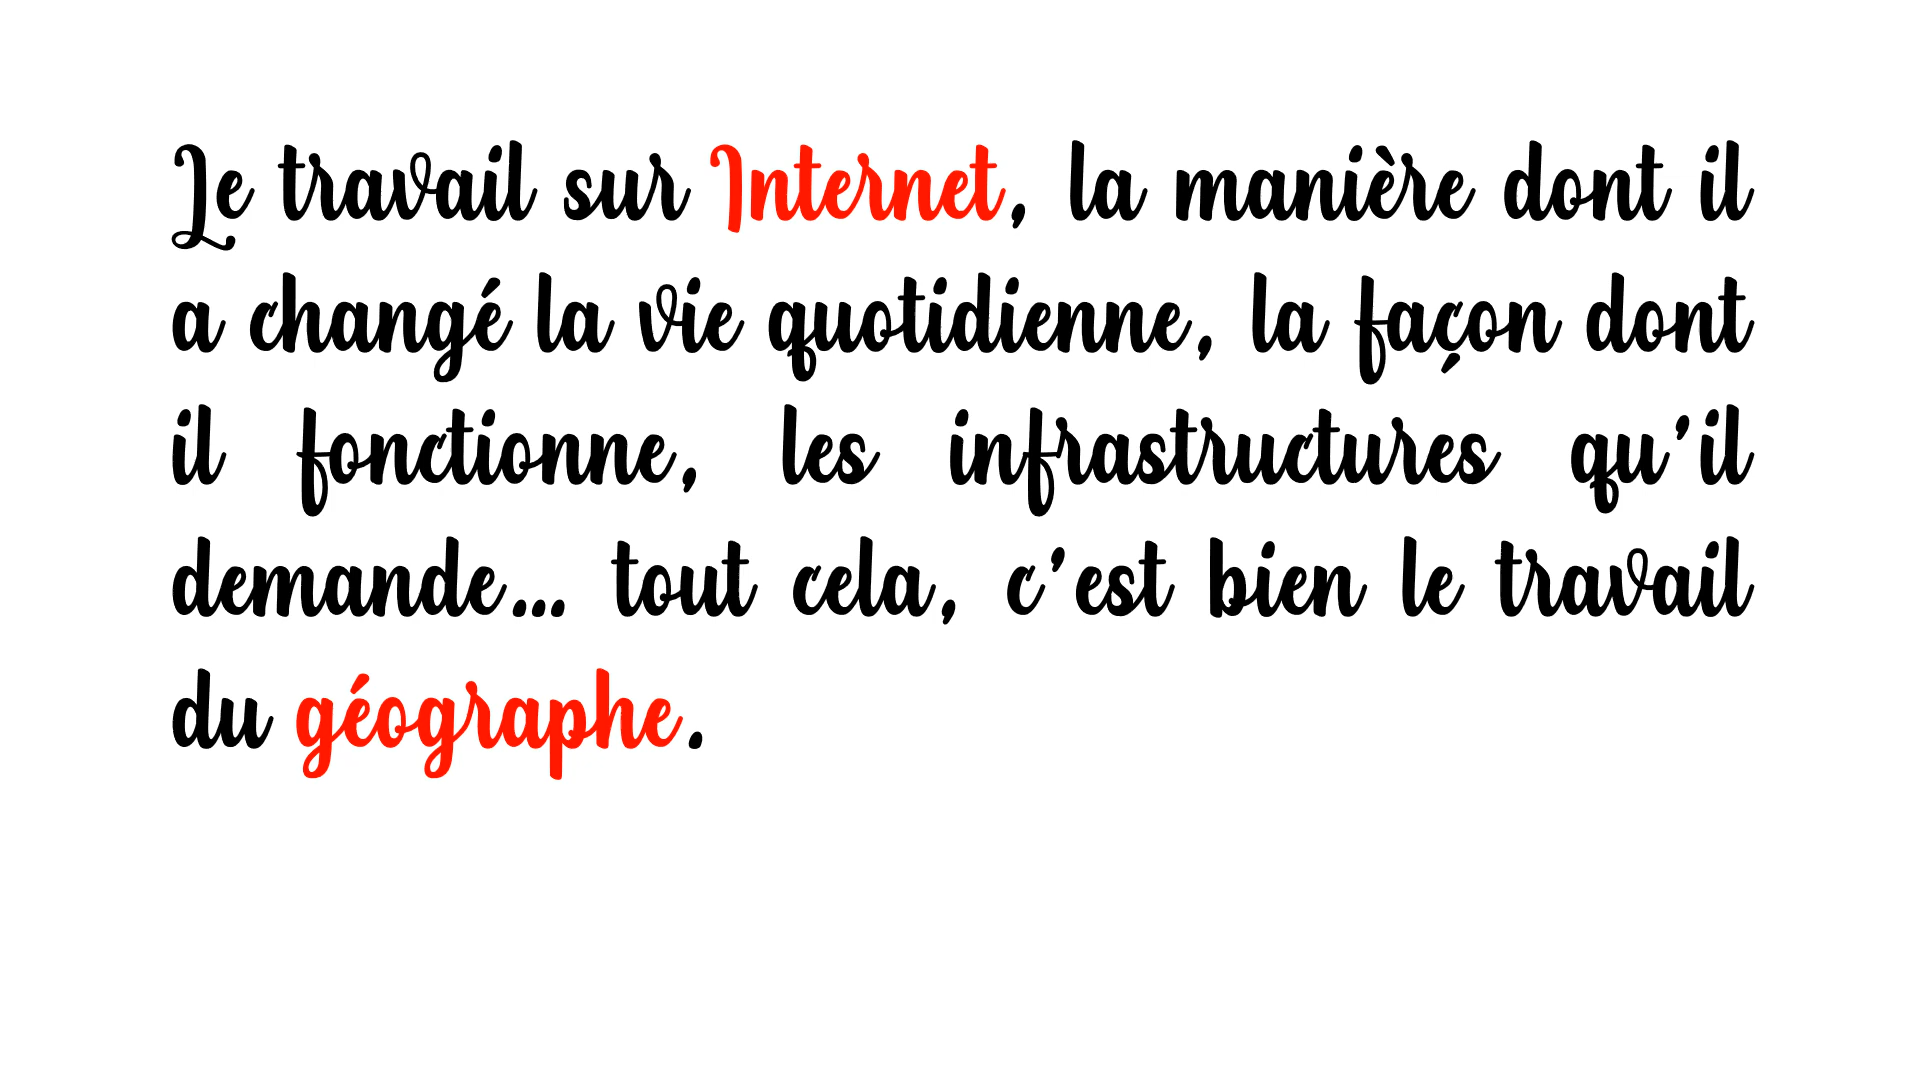 Le travail sur Internet, la manière dont il
a changé la vie quotidienne, la façon dont
il fonctionne, les infrastructures qu'il
demande... tout cela, c'est bien le travail
du géographe.